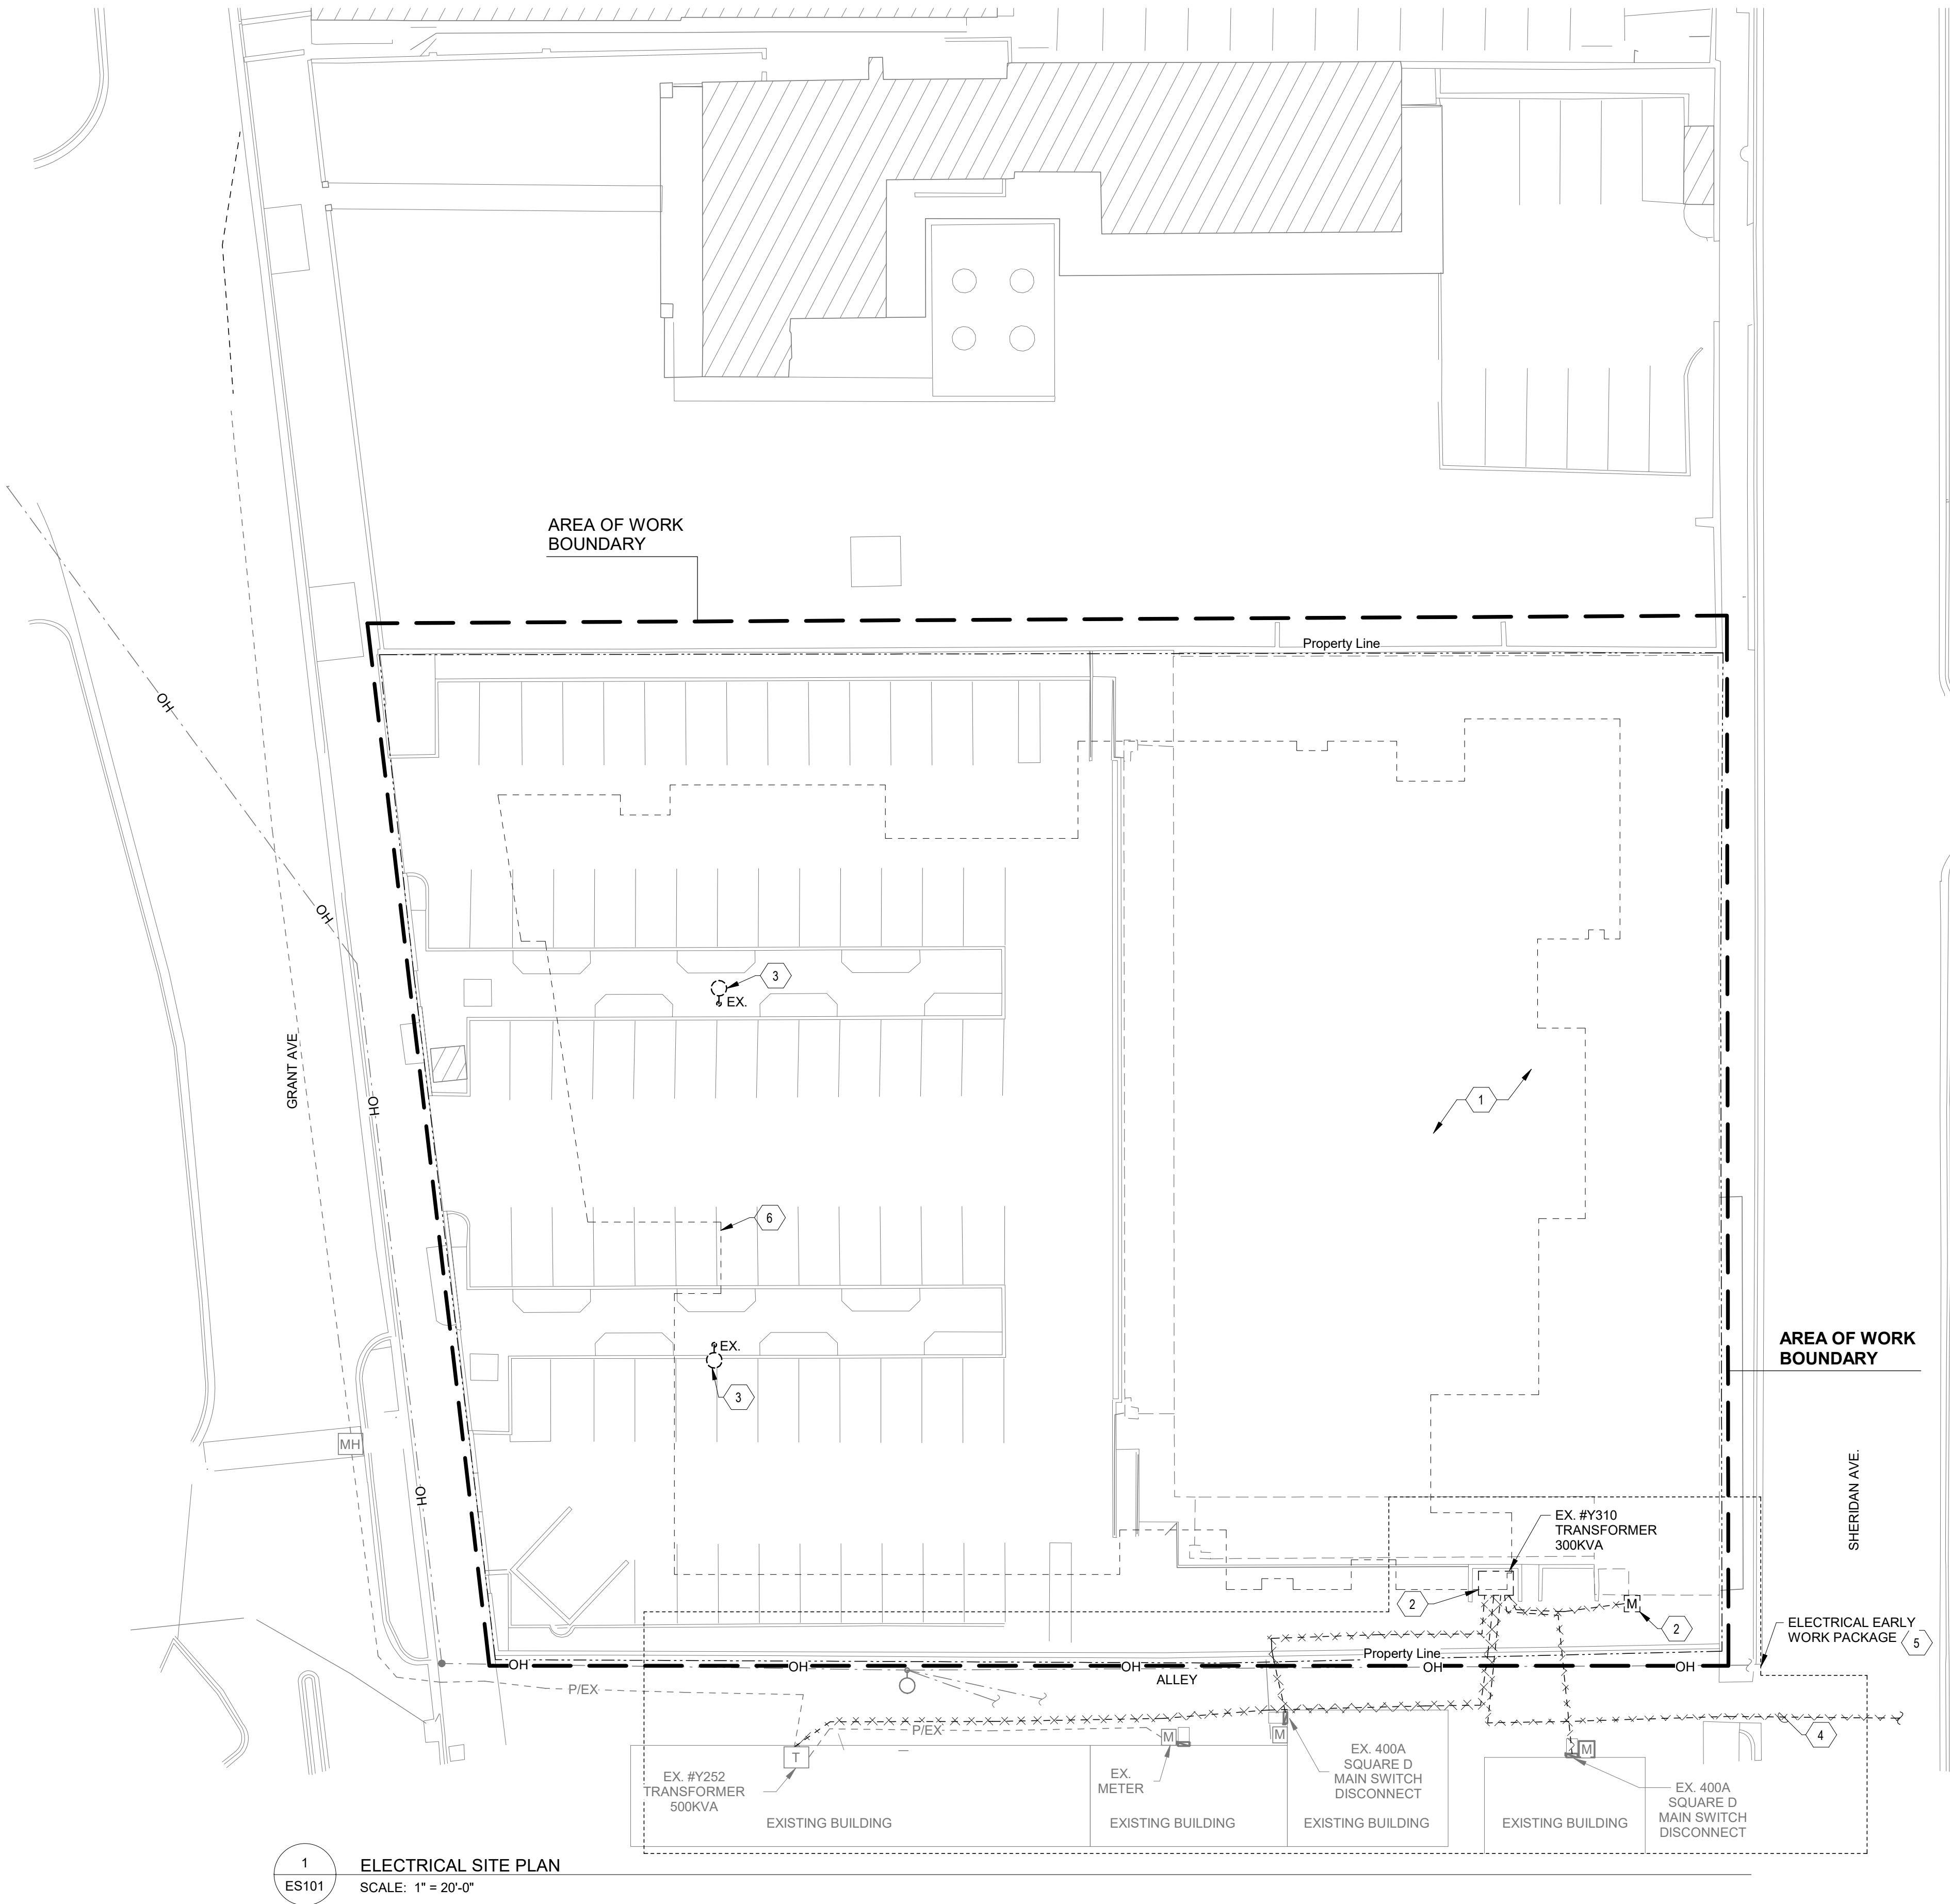 AREA OF WORK
BOUNDARY
Property Line
OH
OH
3
EX.
GRANT AVE
OH
1
6
EX.
3
AREA OF WORK
BOUNDARY
MH
OH
SHERIDAN AVE.
EX. #Y310
TRANSFORMER
300KVA
2
M
2
ELECTRICAL EARLY
WORK PACKAGE
5
Property Line
OH
OH
OH
OH
OH
ALLEY
P/EX
P/EX
4
T
M
M
M
EX. #Y252
TRANSFORMER
500KVA
EX.
METER
EX. 400A
SQUARE D
MAIN SWITCH
DISCONNECT
EX. 400A
SQUARE D
MAIN SWITCH
DISCONNECT
EXISTING BUILDING
EXISTING BUILDING
EXISTING BUILDING
EXISTING BUILDING
1
ES101
ELECTRICAL SITE PLAN
SCALE: 1" = 20'-0"